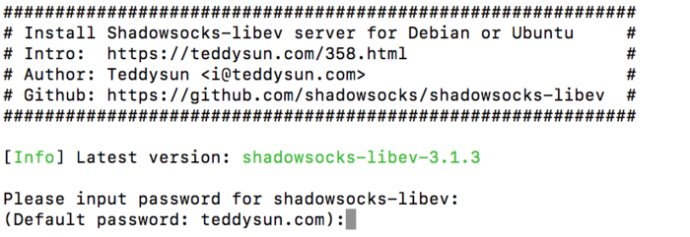 #############################################################
# Install Shadowsocks-libev server for Debian or Ubuntu     #
# Intro:  https://teddysun.com/358.html                     #
# Author: Teddysun <i@teddysun.com>                         #
# Github: https://github.com/shadowsocks/shadowsocks-libev  #
#############################################################
[Info] Latest version: shadowsocks-libev-3.1.3
Please input password for shadowsocks-libev:
(Default password: teddysun.com):